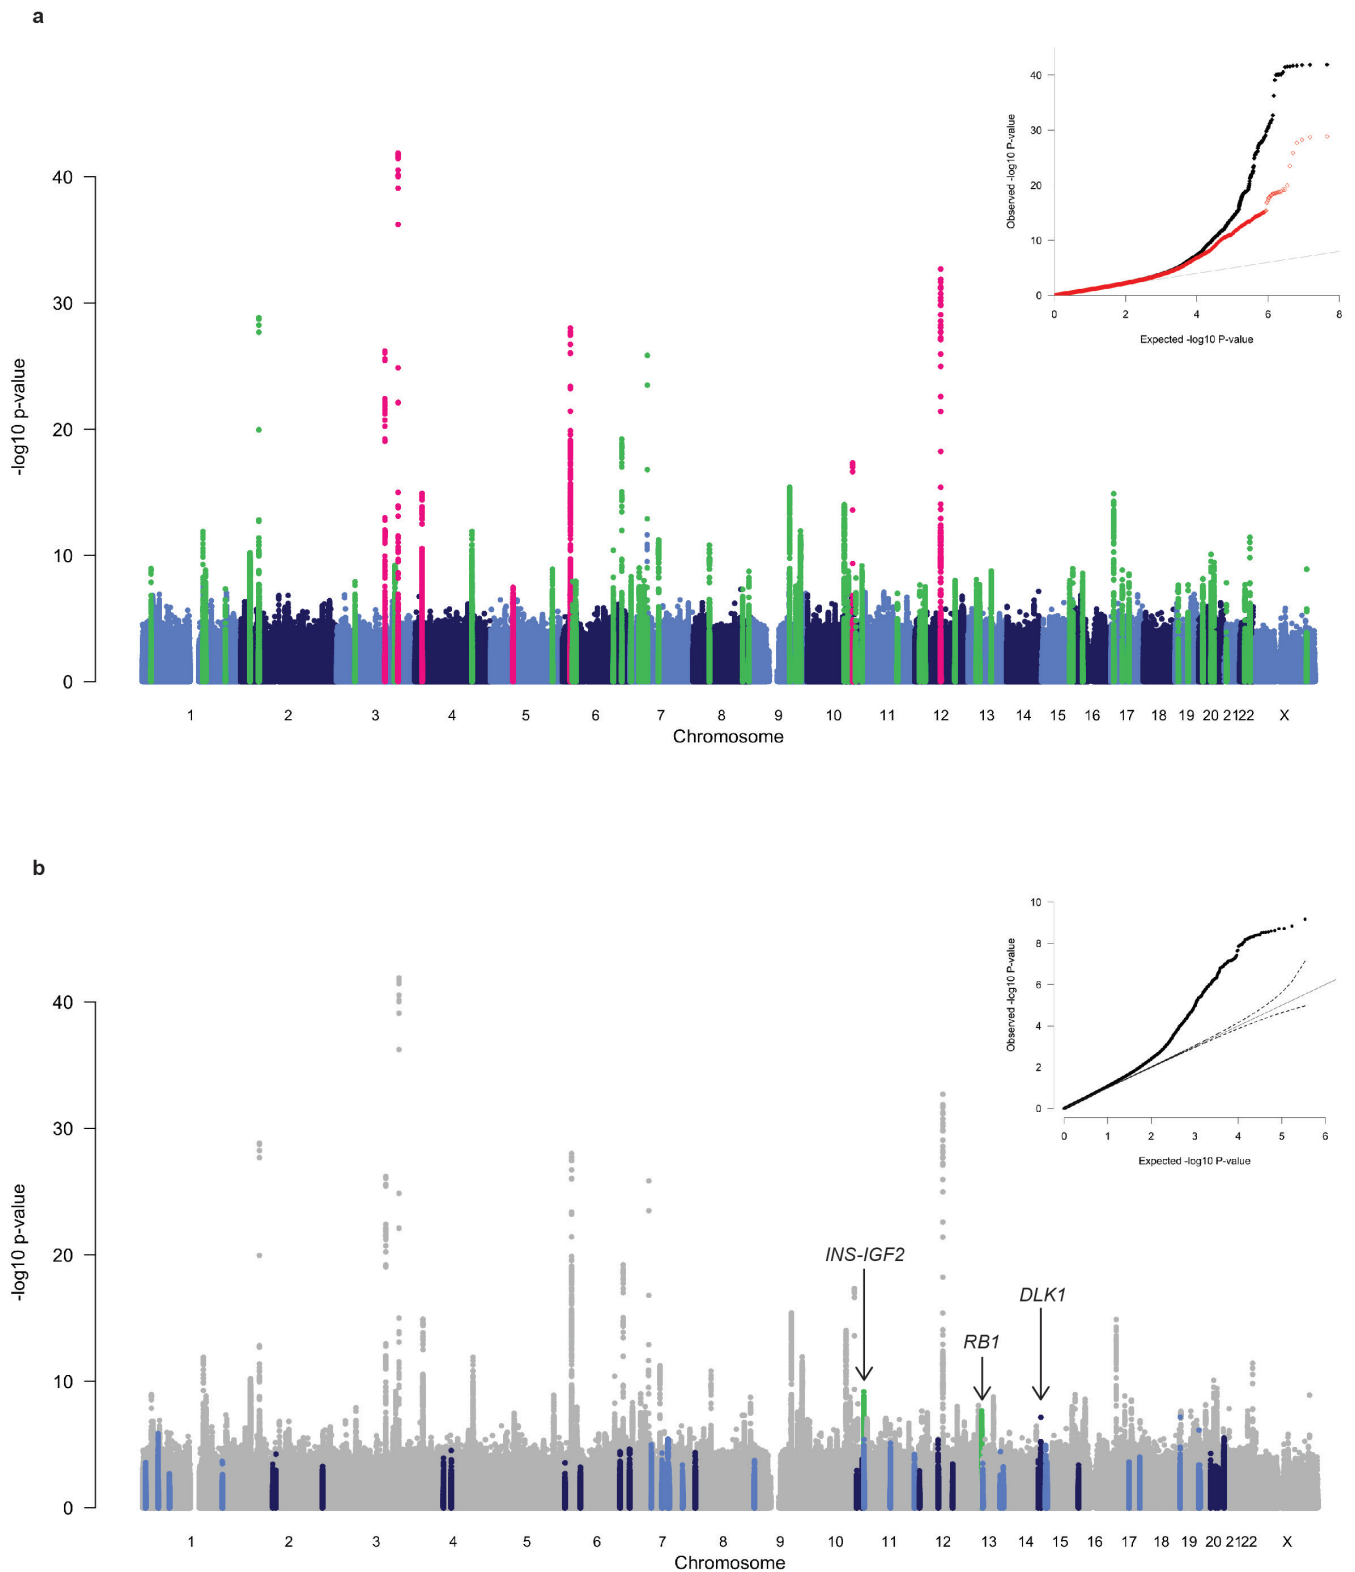 a
40
30
20
10
0
-log10 p-value
1 2 3 4 5 6 7 8 9 10 11 12 13 14 15 16 17 18 19 20 21 22 X
Chromosome
40
30
20
10
0
Observed -log10 P-value
0 2 4 6 8
Expected -log10 P-value
b
40
30
20
10
0
-log10 p-value
INS-IGF2
RB1
DLK1
1 2 3 4 5 6 7 8 9 10 11 12 13 14 15 16 17 18 19 20 21 22 X
Chromosome
10
8
6
4
2
0
Observed -log10 P-value
0 1 2 3 4 5 6
Expected -log10 P-value